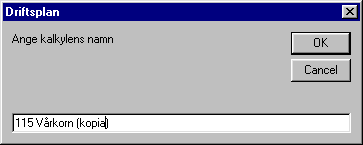 Driftsplan
Ange kalkylens namn
OK
Cancel
115 Vårkorn (kopia)